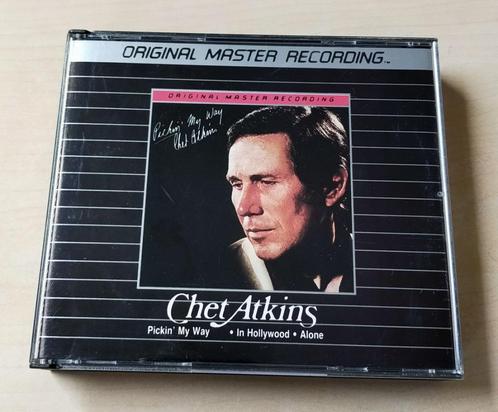 ORIGINAL MASTER RECORDING™
ORIGINAL MASTER RECORDING
Pickin' My Way
Chet Atkins
Chet Atkins
Pickin' My Way • In Hollywood • Alone